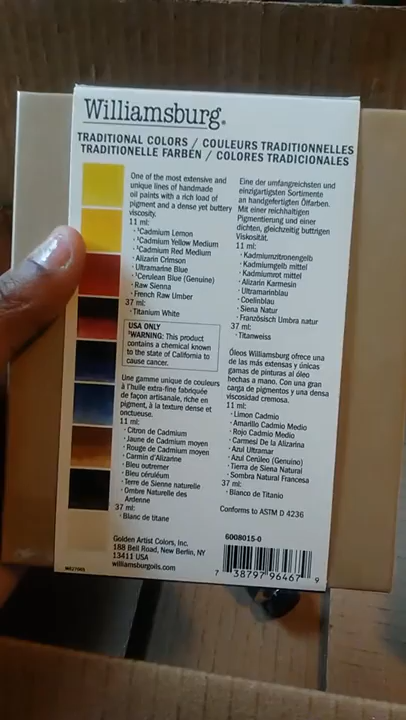 Williamsburg®
TRADITIONAL COLORS / COULEURS TRADITIONNELLES
TRADITIONELLE FARBEN / COLORES TRADICIONALES
One of the most extensive and
unique lines of handmade
oil paints with a rich load of
pigment and a dense yet buttery
viscosity.
11 ml:
· ¹Cadmium Lemon
· ¹Cadmium Yellow Medium
· ¹Cadmium Red Medium
· Alizarin Crimson
· Ultramarine Blue
· ¹Cerulean Blue (Genuine)
· Raw Sienna
· French Raw Umber
37 ml:
· Titanium White
USA ONLY
¹WARNING: This product
contains a chemical known
to the state of California to
cause cancer.
Une gamme unique de couleurs
à l'huile extra-fine fabriquée
de façon artisanale, riche en
pigment, à la texture dense et
onctueuse.
11 ml:
· Citron de Cadmium
· Jaune de Cadmium moyen
· Rouge de Cadmium moyen
· Carmin d'Alizarine
· Bleu outremer
· Bleu céruléum
· Terre de Sienne naturelle
· Ombre Naturelle des
Ardenne
37 ml:
· Blanc de titane
Eine der umfangreichsten und
einzigartigsten Sortimente
an handgefertigten Ölfarben.
Mit einer reichhaltigen
Pigmentierung und einer
dichten, gleichzeitig buttrigen
Viskosität.
11 ml:
· Kadmiumzitronengelb
· Kadmiumgelb mittel
· Kadmiumrot mittel
· Alizarin Karmesin
· Ultramarinblau
· Coelinblau
· Siena Natur
· Französisch Umbra natur
37 ml:
· Titanweiss
Óleos Williamsburg ofrece una
de las más extensas y únicas
gamas de pinturas al óleo
hechas a mano. Con una gran
carga de pigmentos y una densa
viscosidad cremosa.
11 ml:
· Limon Cadmio
· Amarillo Cadmio Medio
· Rojo Cadmio Medio
· Carmesí De la Alizarina
· Azul Ultramar
· Azul Cerúleo (Genuino)
· Tierra de Siena Natural
· Sombra Natural Francesa
37 ml:
· Blanco de Titanio
Conforms to ASTM D 4236
Golden Artist Colors, Inc.
188 Bell Road, New Berlin, NY
13411 USA
williamsburgoils.com
6008015-0
7 38797 96467 9